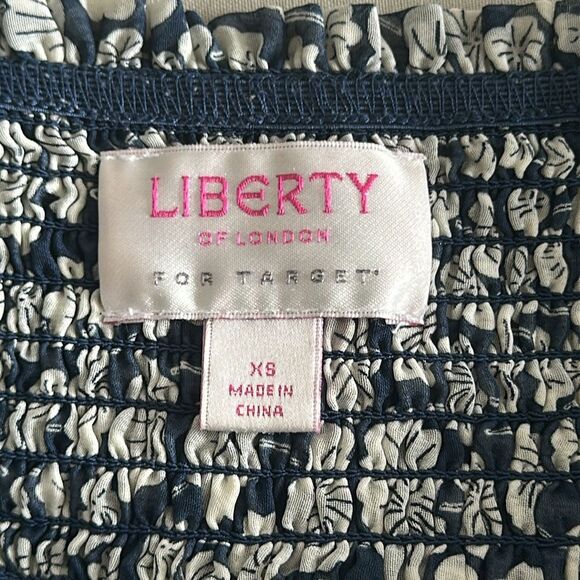 LIBERTY
OF LONDON
FOR TARGET
XS
MADE IN
CHINA